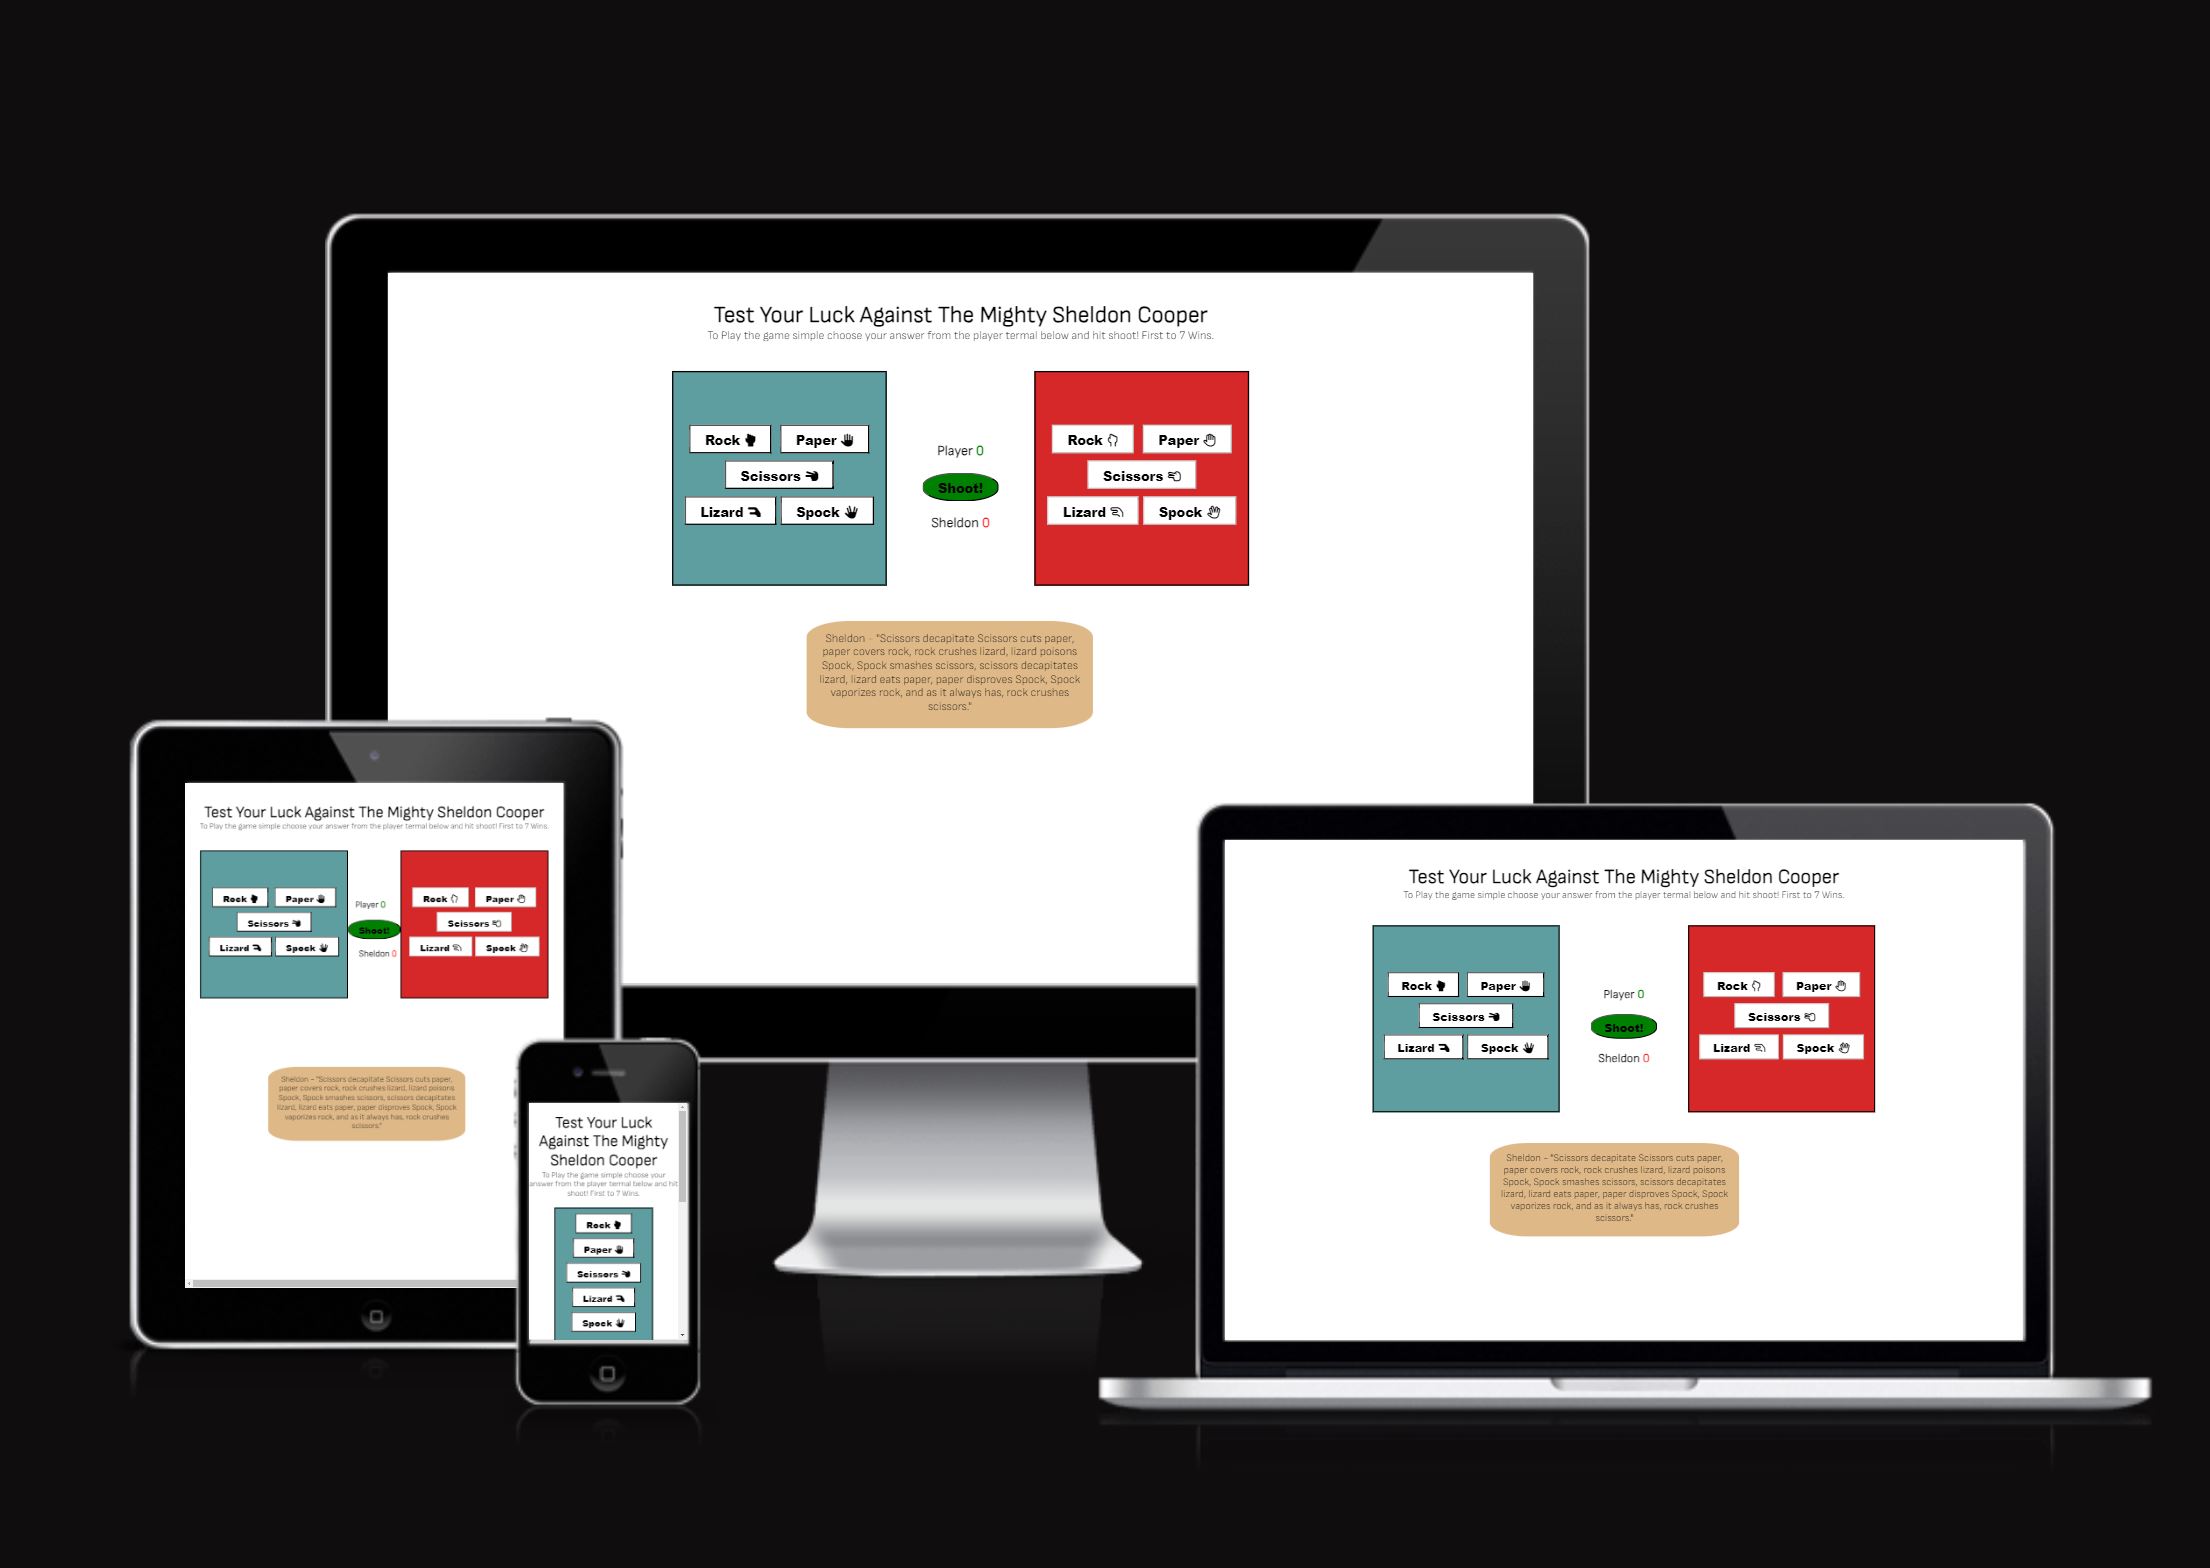 Test Your Luck Against The Mighty Sheldon Cooper
To Play the game simple choose your answer from the player termal below and hit shoot! First to 7 Wins.
Rock Paper
Scissors
Lizard Spock
Player 0
Shoot!
Sheldon 0
Rock Paper
Scissors
Lizard Spock
Sheldon - "Scissors decapitate Scissors cuts paper,
paper covers rock, rock crushes lizard, lizard poisons
Spock, Spock smashes scissors, scissors decapitates
lizard, lizard eats paper, paper disproves Spock, Spock
vaporizes rock, and as it always has, rock crushes
scissors."
Test Your Luck Against The Mighty Sheldon Cooper
To Play the game simple choose your answer from the player termal below and hit shoot! First to 7 Wins.
Rock Paper
Scissors
Lizard Spock
Player 0
Shoot!
Sheldon 0
Rock Paper
Scissors
Lizard Spock
Sheldon - "Scissors decapitate Scissors cuts paper,
paper covers rock, rock crushes lizard, lizard poisons
Spock, Spock smashes scissors, scissors decapitates
lizard, lizard eats paper, paper disproves Spock, Spock
vaporizes rock, and as it always has, rock crushes
scissors."
Test Your Luck
Against The Mighty
Sheldon Cooper
To Play the game simple choose your
answer from the player termal below and hit
shoot! First to 7 Wins.
Rock
Paper
Scissors
Lizard
Spock
Test Your Luck Against The Mighty Sheldon Cooper
To Play the game simple choose your answer from the player termal below and hit shoot! First to 7 Wins.
Rock Paper
Scissors
Lizard Spock
Player 0
Shoot!
Sheldon 0
Rock Paper
Scissors
Lizard Spock
Sheldon - "Scissors decapitate Scissors cuts paper,
paper covers rock, rock crushes lizard, lizard poisons
Spock, Spock smashes scissors, scissors decapitates
lizard, lizard eats paper, paper disproves Spock, Spock
vaporizes rock, and as it always has, rock crushes
scissors."